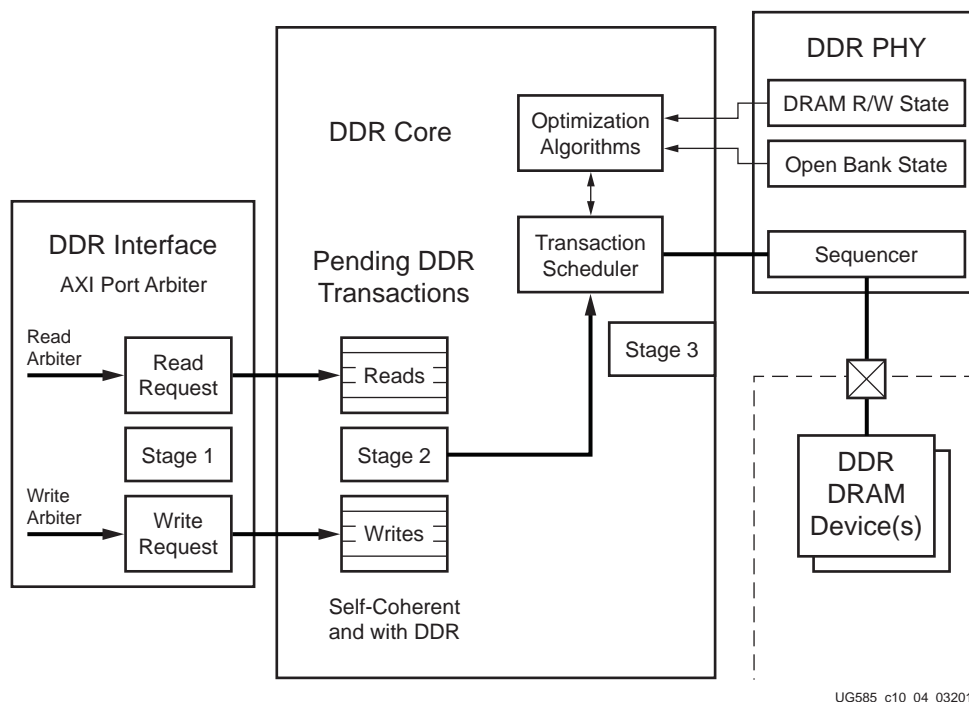 DDR PHY
DRAM R/W State
Open Bank State
Sequencer
DDR Core
Optimization
Algorithms
Transaction
Scheduler
Stage 3
DDR Interface
AXI Port Arbiter
Pending DDR
Transactions
Read
Arbiter
Read
Request
Reads
Stage 1
Stage 2
Write
Arbiter
Write
Request
Writes
Self-Coherent
and with DDR
DDR
DRAM
Device(s)
UG585_c10_04_03201